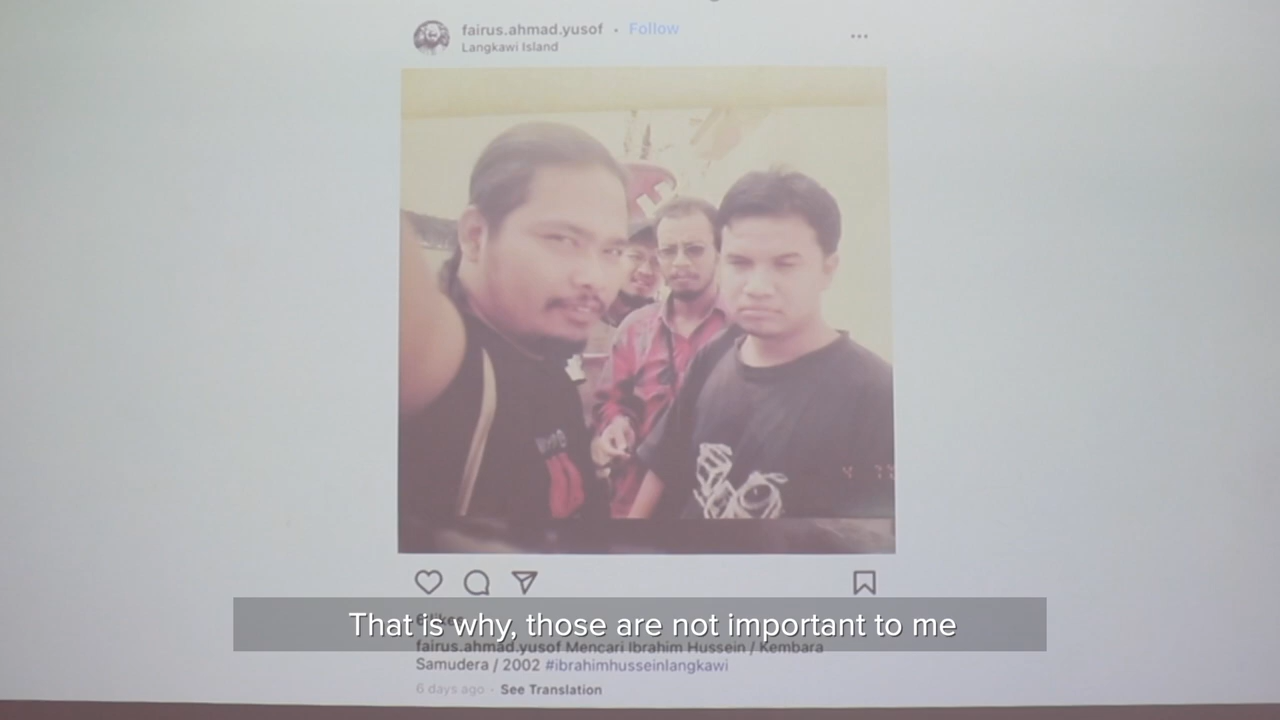 fairus.ahmad.yusof · Follow
Langkawi Island
That is why, those are not important to me
fairus.ahmad.yusof Mencari Ibrahim Hussein / Kembara
Samudera / 2002 #ibrahimhusseinlangkawi
6 days ago · See Translation